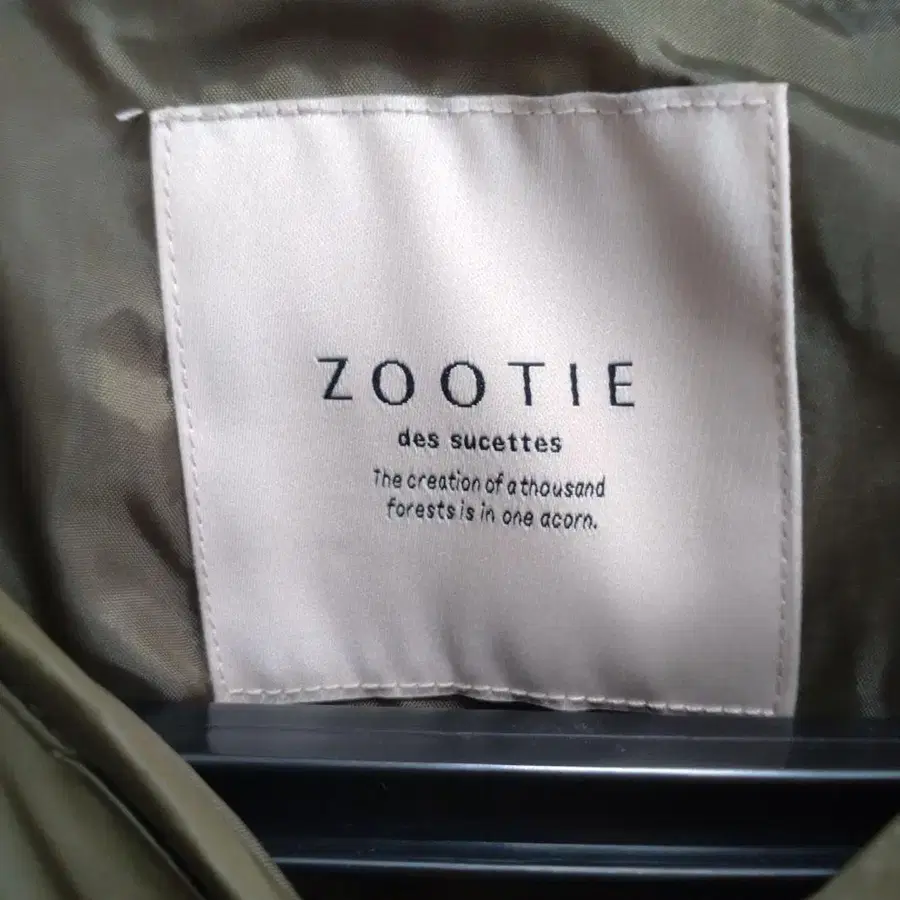 ZOOTIE
des sucettes
The creation of a thousand
forests is in one acorn.